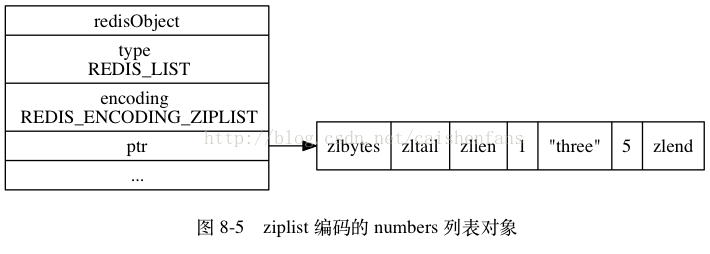 redisObject
type
REDIS_LIST
encoding
REDIS_ENCODING_ZIPLIST
http://blog.csdn.net/caishenfans
ptr
zlbytes zltail zllen 1 "three" 5 zlend
...
图 8-5 ziplist 编码的 numbers 列表对象